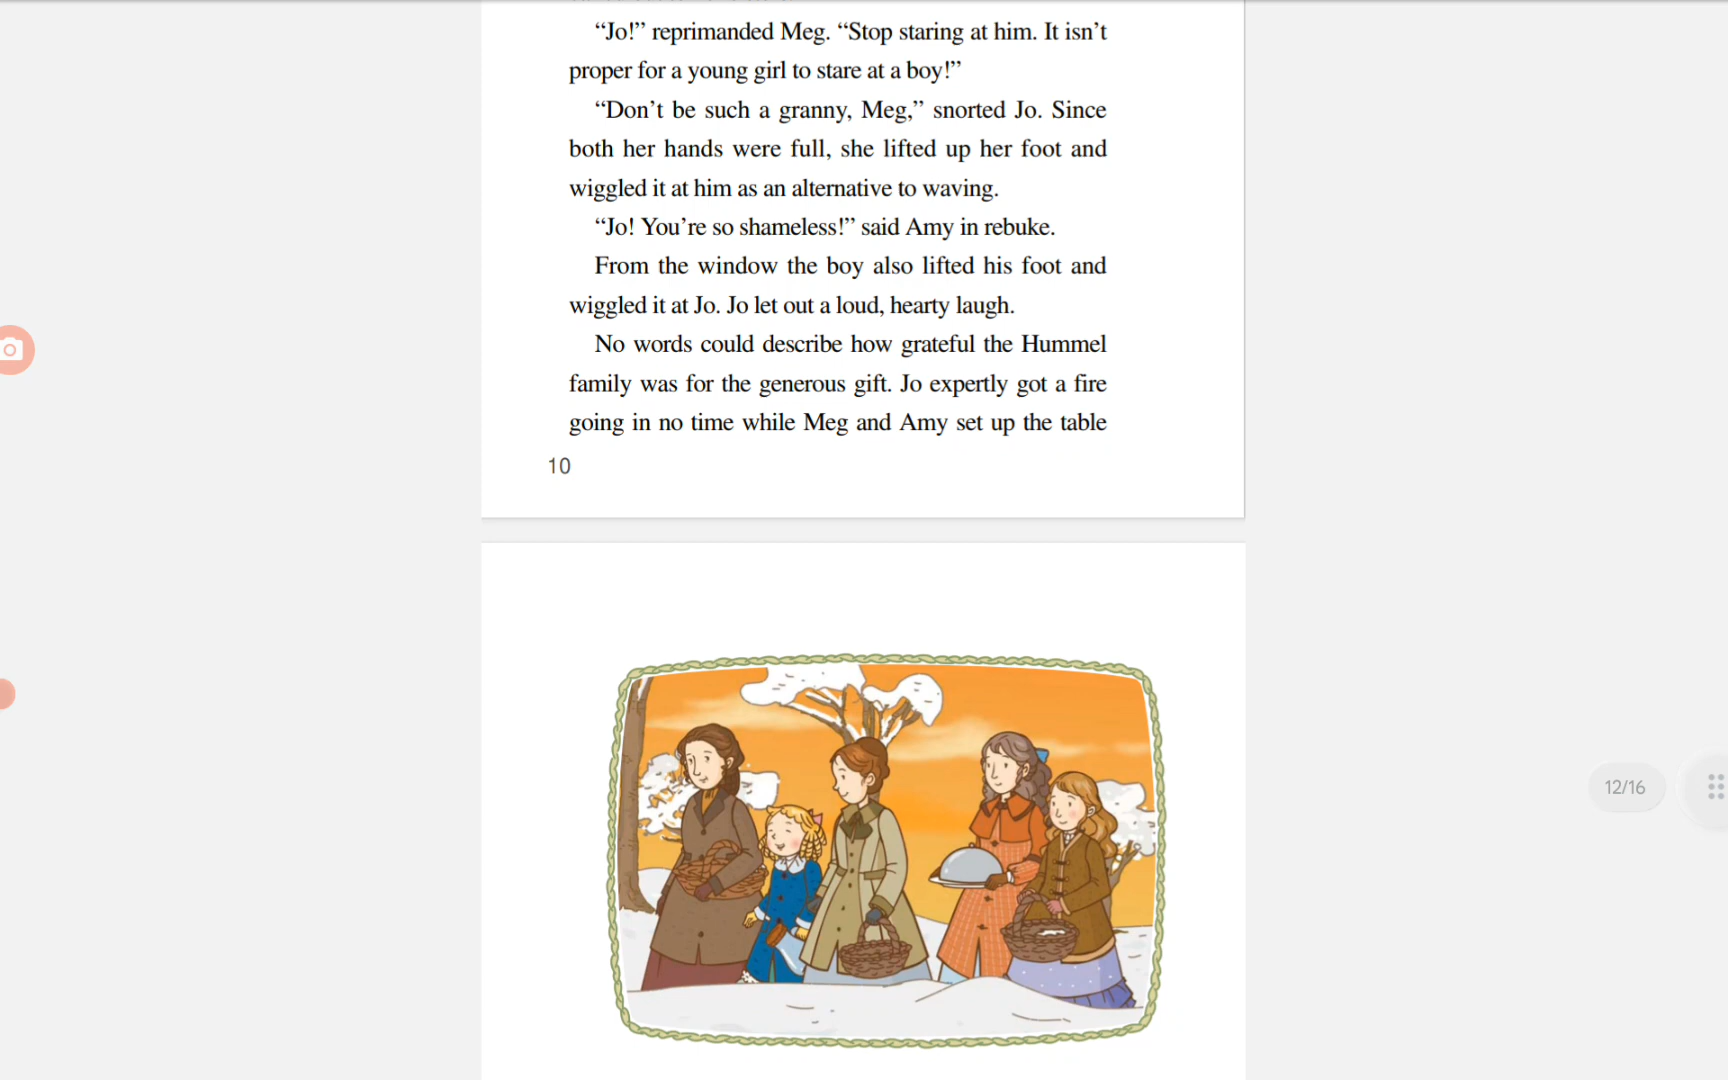 “Jo!” reprimanded Meg. “Stop staring at him. It isn’t
proper for a young girl to stare at a boy!”
“Don’t be such a granny, Meg,” snorted Jo. Since
both her hands were full, she lifted up her foot and
wiggled it at him as an alternative to waving.
“Jo! You’re so shameless!” said Amy in rebuke.
From the window the boy also lifted his foot and
wiggled it at Jo. Jo let out a loud, hearty laugh.
No words could describe how grateful the Hummel
family was for the generous gift. Jo expertly got a fire
going in no time while Meg and Amy set up the table
10
12/16